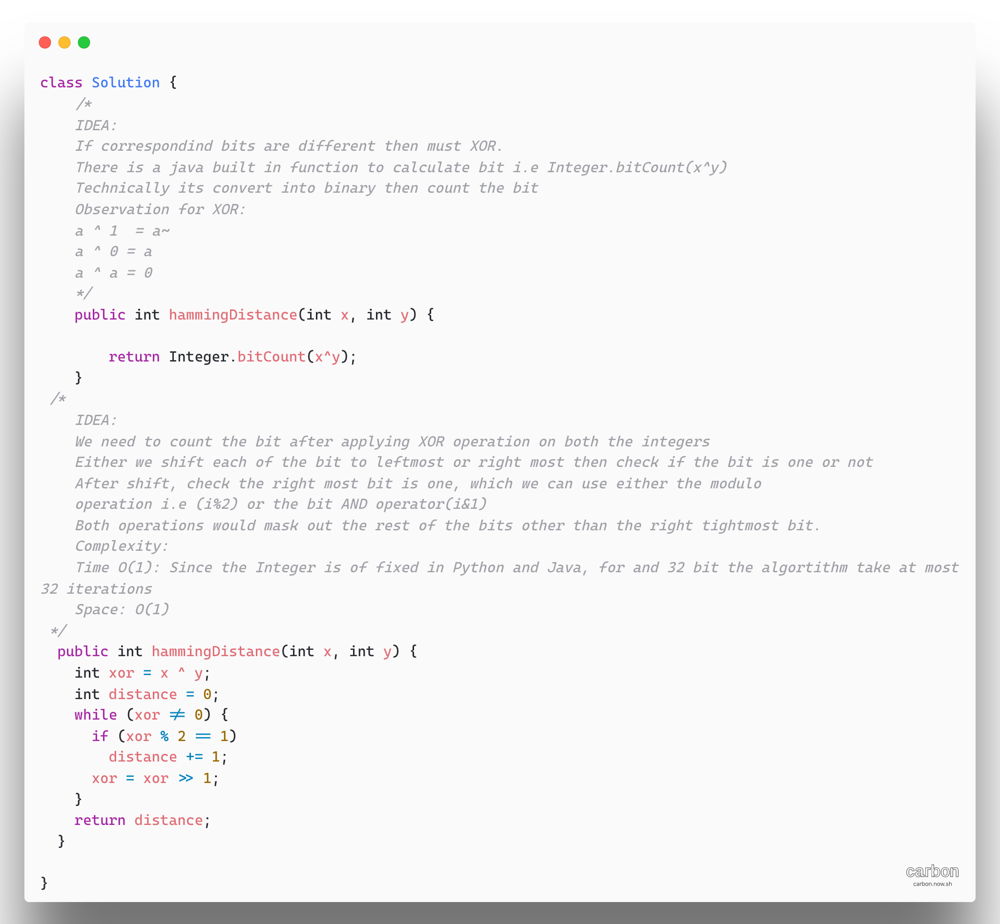 class Solution {
    /*
    IDEA:
    If correspondind bits are different then must XOR.
    There is a java built in function to calculate bit i.e Integer.bitCount(x^y)
    Technically its convert into binary then count the bit
    Observation for XOR:
    a ^ 1  = a~
    a ^ 0 = a
    a ^ a = 0
    */
    public int hammingDistance(int x, int y) {
        return Integer.bitCount(x^y);
    }
 /*
    IDEA:
    We need to count the bit after applying XOR operation on both the integers
    Either we shift each of the bit to leftmost or right most then check if the bit is one or not
    After shift, check the right most bit is one, which we can use either the modulo
    operation i.e (i%2) or the bit AND operator(i&1)
    Both operations would mask out the rest of the bits other than the right tightmost bit.
    Complexity:
    Time O(1): Since the Integer is of fixed in Python and Java, for and 32 bit the algortithm take at most
32 iterations
    Space: O(1)
 */
  public int hammingDistance(int x, int y) {
    int xor = x ^ y;
    int distance = 0;
    while (xor != 0) {
      if (xor % 2 == 1)
        distance += 1;
      xor = xor >> 1;
    }
    return distance;
  }
}
carbon
carbon.now.sh